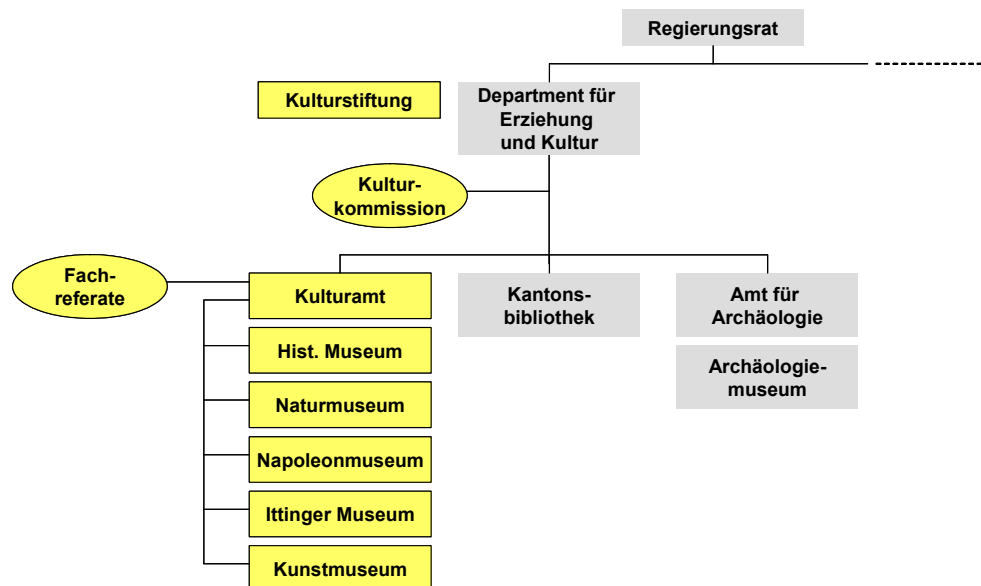 Regierungsrat
Kulturstiftung
Department für
Erziehung
und Kultur
Kultur-
kommission
Fach-
referate
Kulturamt
Kantons-
bibliothek
Amt für
Archäologie
Hist. Museum
Archäologie-
museum
Naturmuseum
Napoleonmuseum
Ittinger Museum
Kunstmuseum